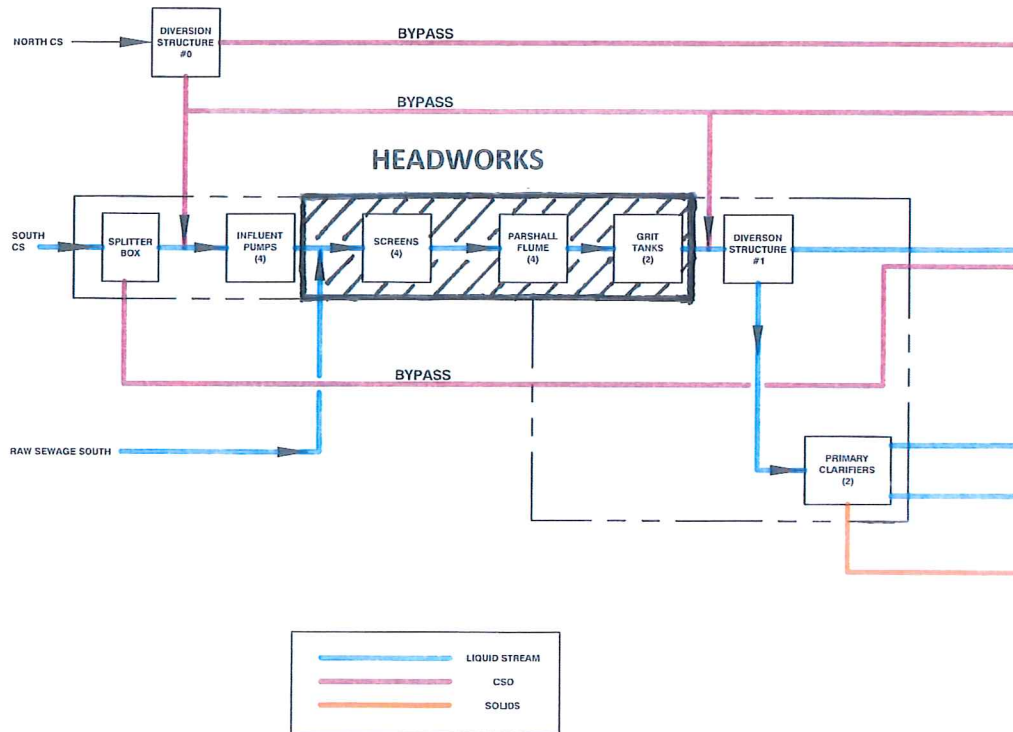 DIVERSION
STRUCTURE
#0
NORTH CS
BYPASS
BYPASS
HEADWORKS
SOUTH
CS
SPLITTER
BOX
INFLUENT
PUMPS
(4)
SCREENS
(4)
PARSHALL
FLUME
(4)
GRIT
TANKS
(2)
DIVERSON
STRUCTURE
#1
BYPASS
RAW SEWAGE SOUTH
PRIMARY
CLARIFIERS
(2)
LIQUID STREAM
CSO
SOLIDS